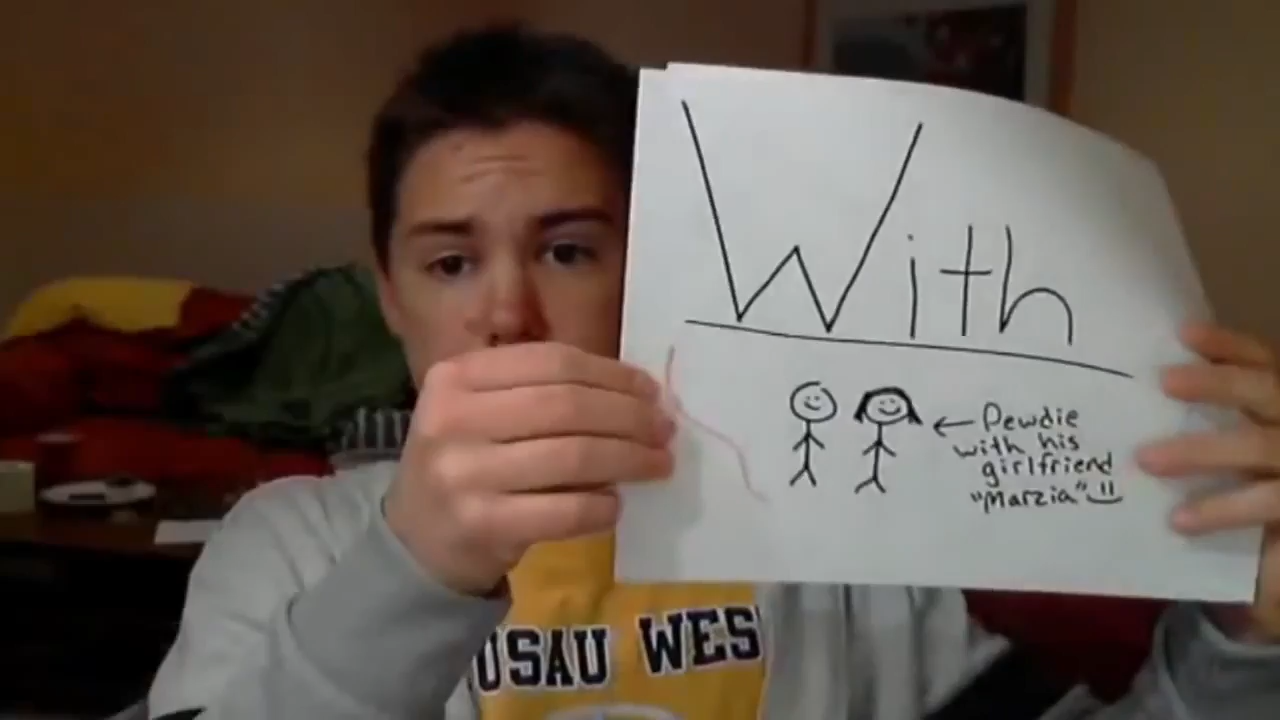 With
← Pewdie
with his
girlfriend
"Marzia" !!
USAU WES